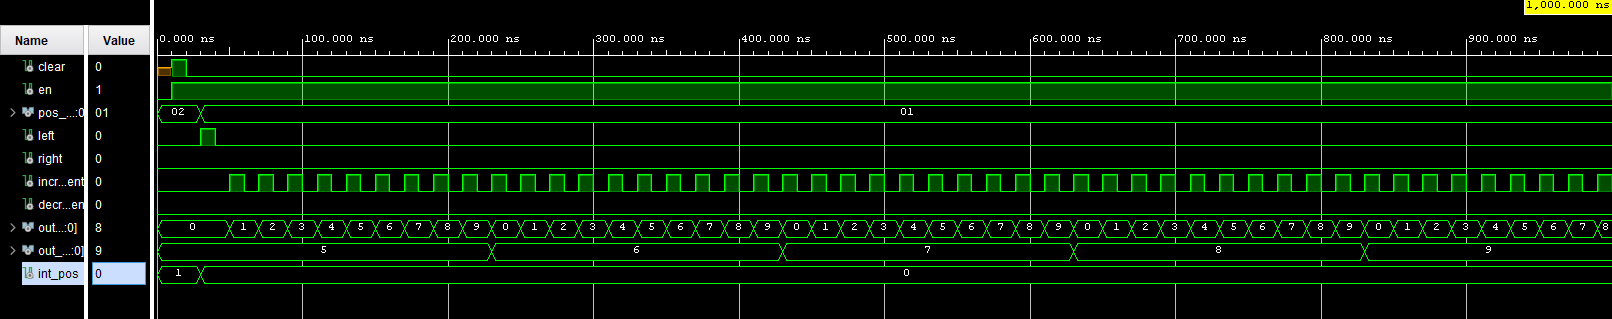 1,000.000 ns
Name Value 0.000 ns 100.000 ns 200.000 ns 300.000 ns 400.000 ns 500.000 ns 600.000 ns 700.000 ns 800.000 ns 900.000 ns
clear 0
en 1
pos_...:0 01 02 01
left 0
right 0
incr...ent 0
decr...en 0
out...:0] 8 0 1 2 3 4 5 6 7 8 9 0 1 2 3 4 5 6 7 8 9 0 1 2 3 4 5 6 7 8 9 0 1 2 3 4 5 6 7 8 9 0 1 2 3 4 5 6 7 8
out_...:0] 9 5 6 7 8 9
int_pos 0 1 0